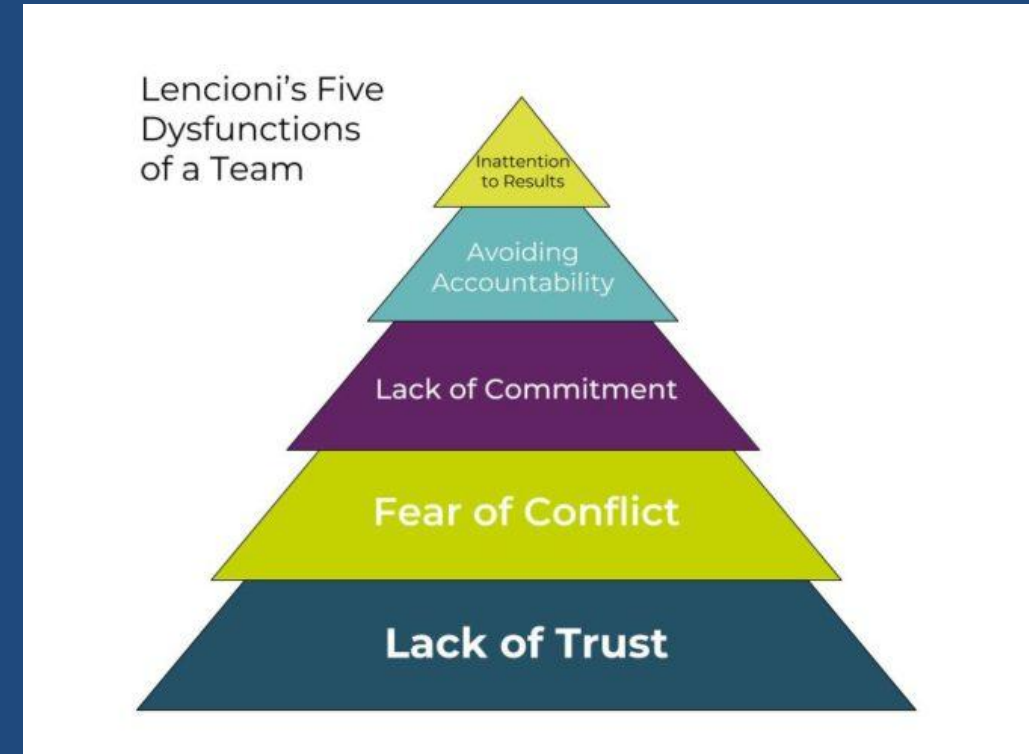 Lencioni's Five
Dysfunctions
of a Team
Inattention
to Results
Avoiding
Accountability
Lack of Commitment
Fear of Conflict
Lack of Trust